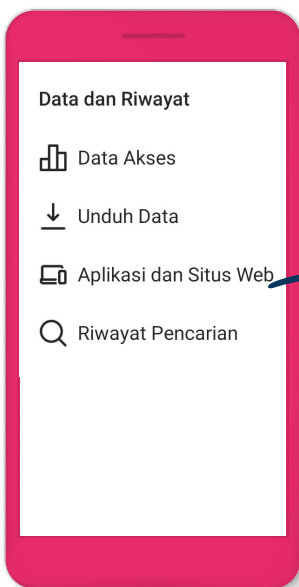 Data dan Riwayat
Data Akses
Unduh Data
Aplikasi dan Situs Web
Riwayat Pencarian